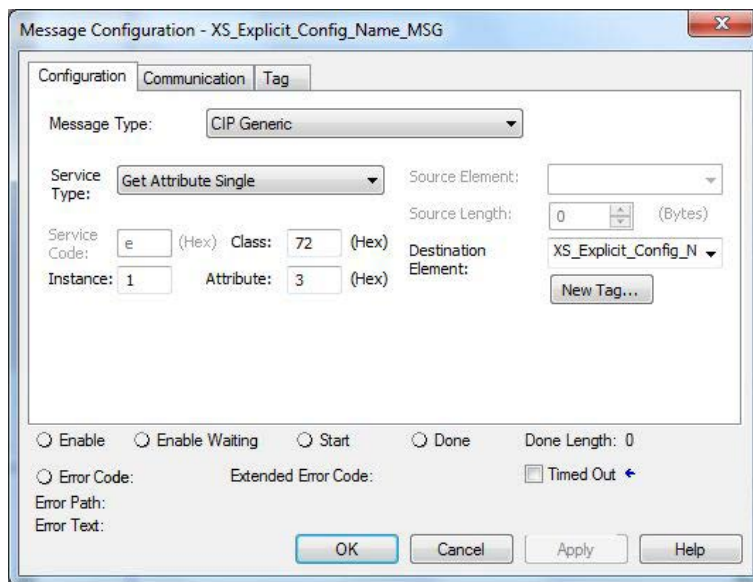 Message Configuration - XS_Explicit_Config_Name_MSG
Configuration Communication Tag
Message Type: CIP Generic
Service Type: Get Attribute Single
Source Element:
Source Length: 0 (Bytes)
Service Code: e (Hex) Class: 72 (Hex)
Destination Element: XS_Explicit_Config_N
Instance: 1 Attribute: 3 (Hex)
New Tag...
Enable Enable Waiting Start Done Done Length: 0
Error Code: Extended Error Code: Timed Out
Error Path:
Error Text:
OK Cancel Apply Help